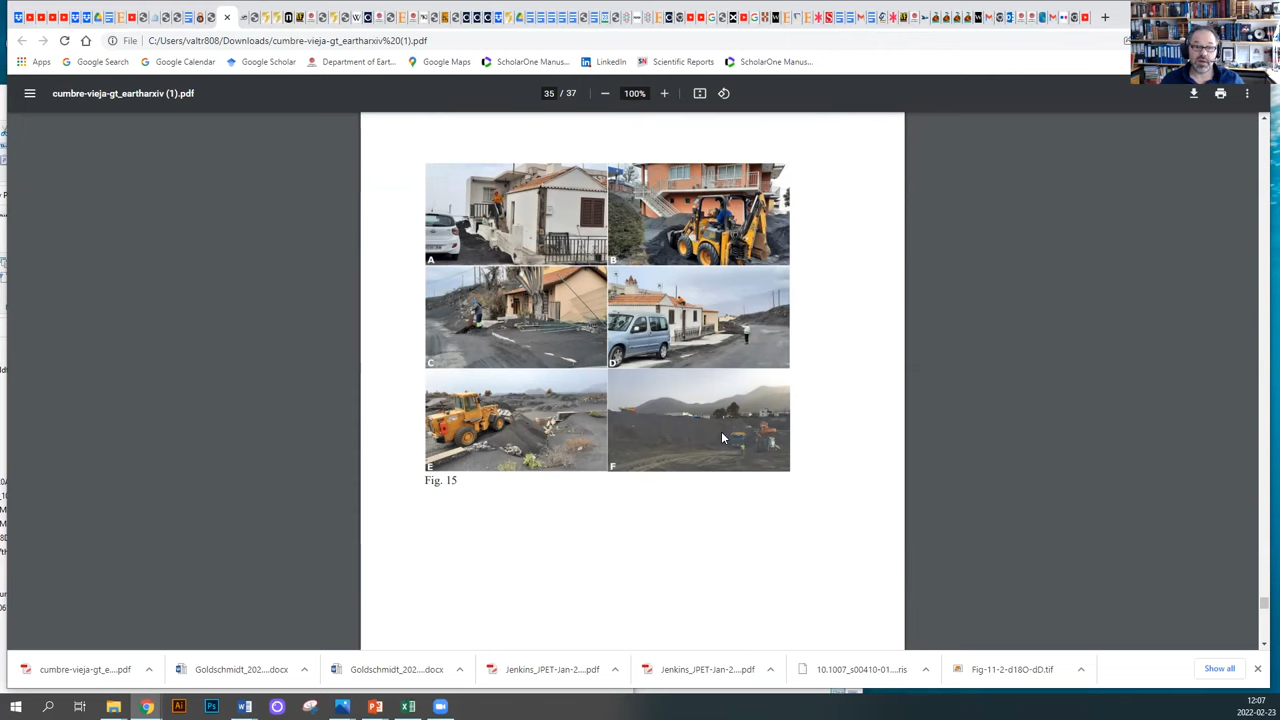 File
C:/Users/valtr808/Downloads/cumbre-vieja-gt_eartharxiv%20(1).pdf
Apps
Google Search
Google Calendar
Google Scholar
Department of Eart...
Google Maps
ScholarOne Manus...
LinkedIn
Scientific Reports
ScholarOne Manus...
cumbre-vieja-gt_eartharxiv (1).pdf
35 / 37
100%
A
B
C
D
E
F
Fig. 15
cumbre-vieja-gt_e....pdf
Goldschmidt_202....docx
Goldschmidt_202....docx
Jenkins_JPET-Jan-2....pdf
Jenkins_JPET-Jan-2....pdf
10.1007_s00410-01....ris
Fig-11-2-d18O-dD.tif
Show all
12:07
2022-02-23